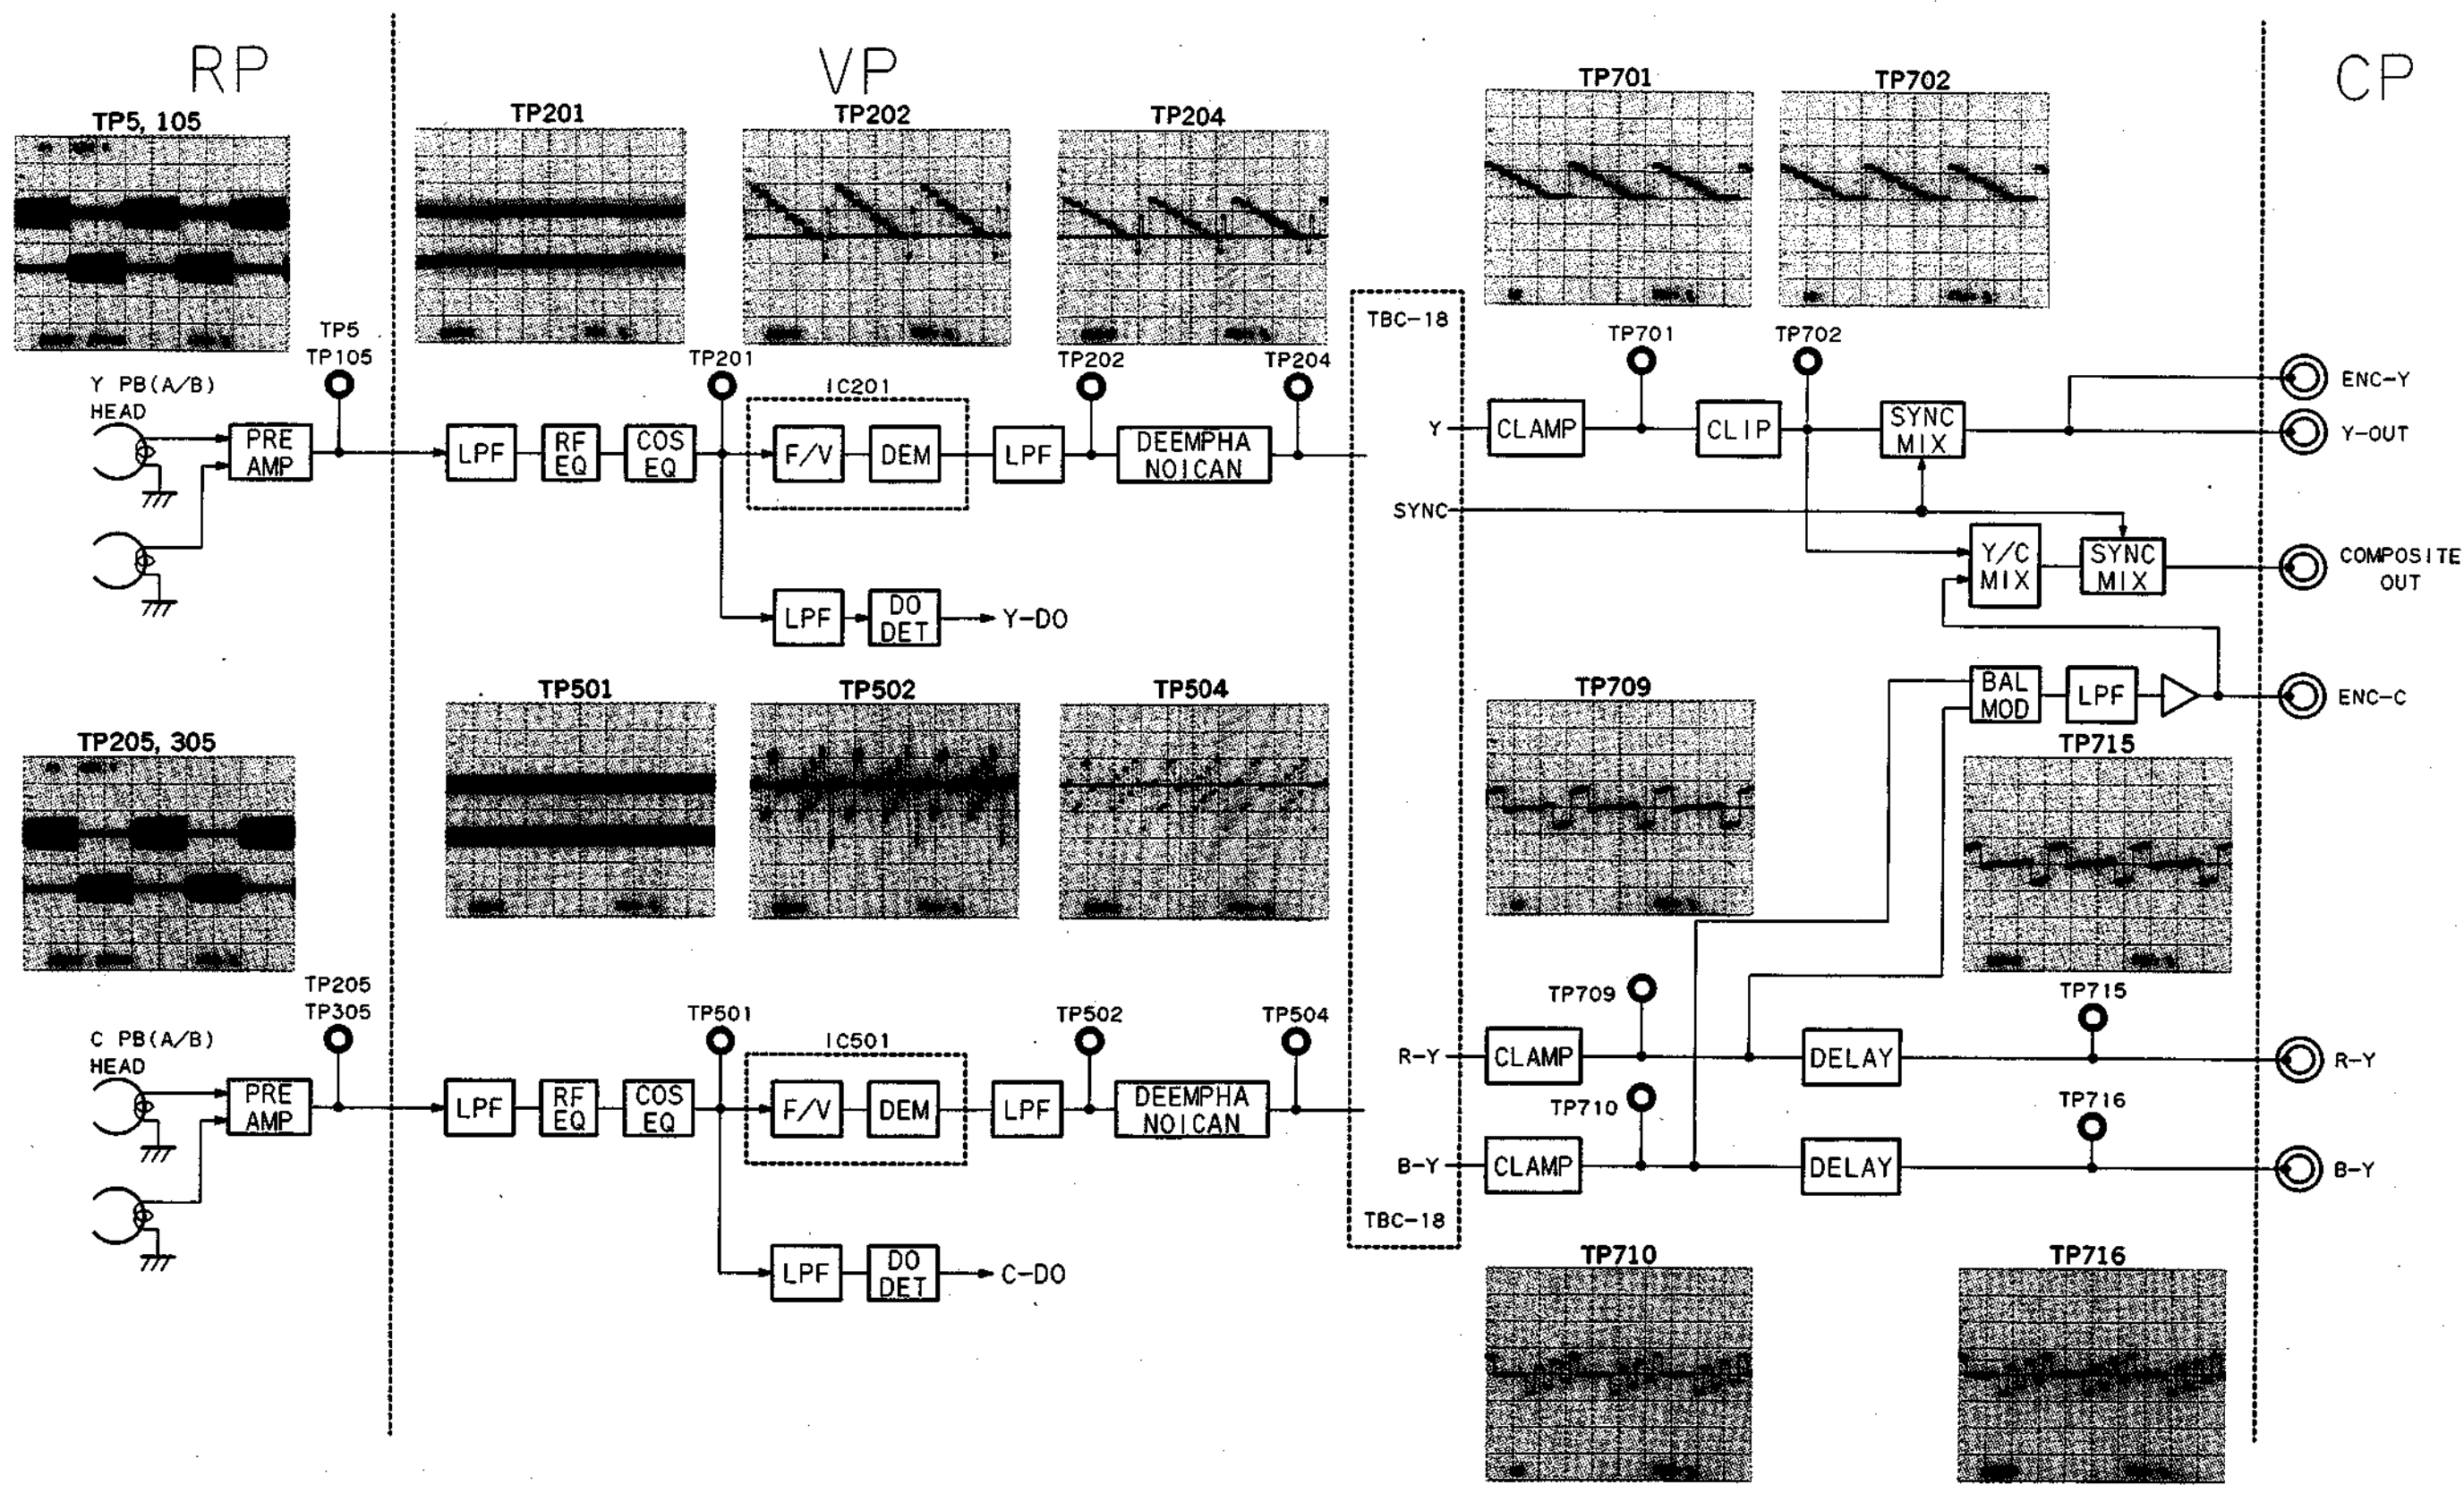 RP
VP
CP
TP5, 105
TP201
TP202
TP204
TP701
TP702
TP5
TP105
TP201
IC201
TP202
TP204
TBC-18
TP701
TP702
Y PB(A/B)
HEAD
PRE
AMP
LPF
RF
EQ
COS
EQ
F/V
DEM
LPF
DEEMPHA
NOICAN
Y
CLAMP
CLIP
SYNC
MIX
ENC-Y
Y-OUT
SYNC
Y/C
MIX
SYNC
MIX
COMPOSITE
OUT
LPF
DO
DET
Y-DO
TP501
TP502
TP504
TP709
BAL
MOD
LPF
ENC-C
TP205, 305
TP715
TP205
TP305
TP501
IC501
TP502
TP504
TP709
TP715
C PB(A/B)
HEAD
PRE
AMP
LPF
RF
EQ
COS
EQ
F/V
DEM
LPF
DEEMPHA
NOICAN
R-Y
CLAMP
DELAY
R-Y
TP710
TP716
B-Y
CLAMP
DELAY
B-Y
TBC-18
LPF
DO
DET
C-DO
TP710
TP716